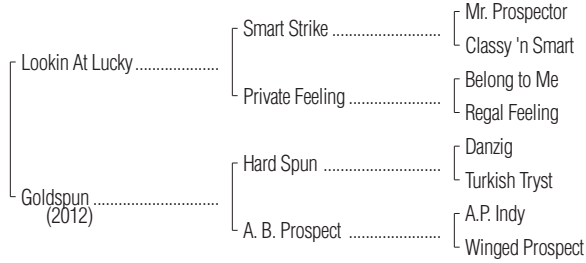 Mr. Prospector
Smart Strike ..........................
Classy 'n Smart
Lookin At Lucky....................
Belong to Me
Private Feeling ......................
Regal Feeling
Danzig
Hard Spun ............................
Turkish Tryst
Goldspun ..............................
(2012)
A.P. Indy
A. B. Prospect ......................
Winged Prospect